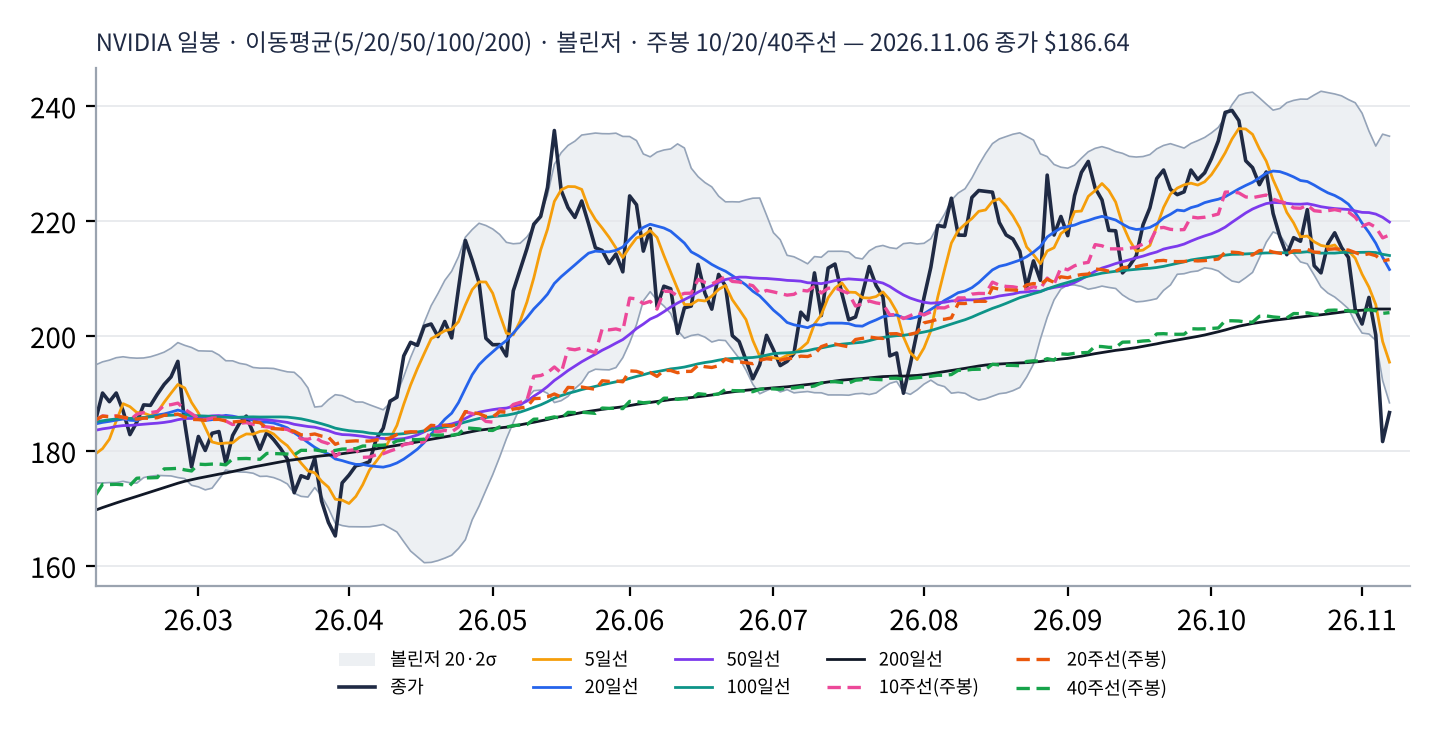 NVIDIA 일봉 · 이동평균(5/20/50/100/200) · 볼린저 · 주봉 10/20/40주선 — 2026.11.06 종가 $186.64
240
220
200
180
160
26.03 26.04 26.05 26.06 26.07 26.08 26.09 26.10 26.11
볼린저 20·2σ 5일선 50일선 200일선 20주선(주봉)
종가 20일선 100일선 10주선(주봉) 40주선(주봉)